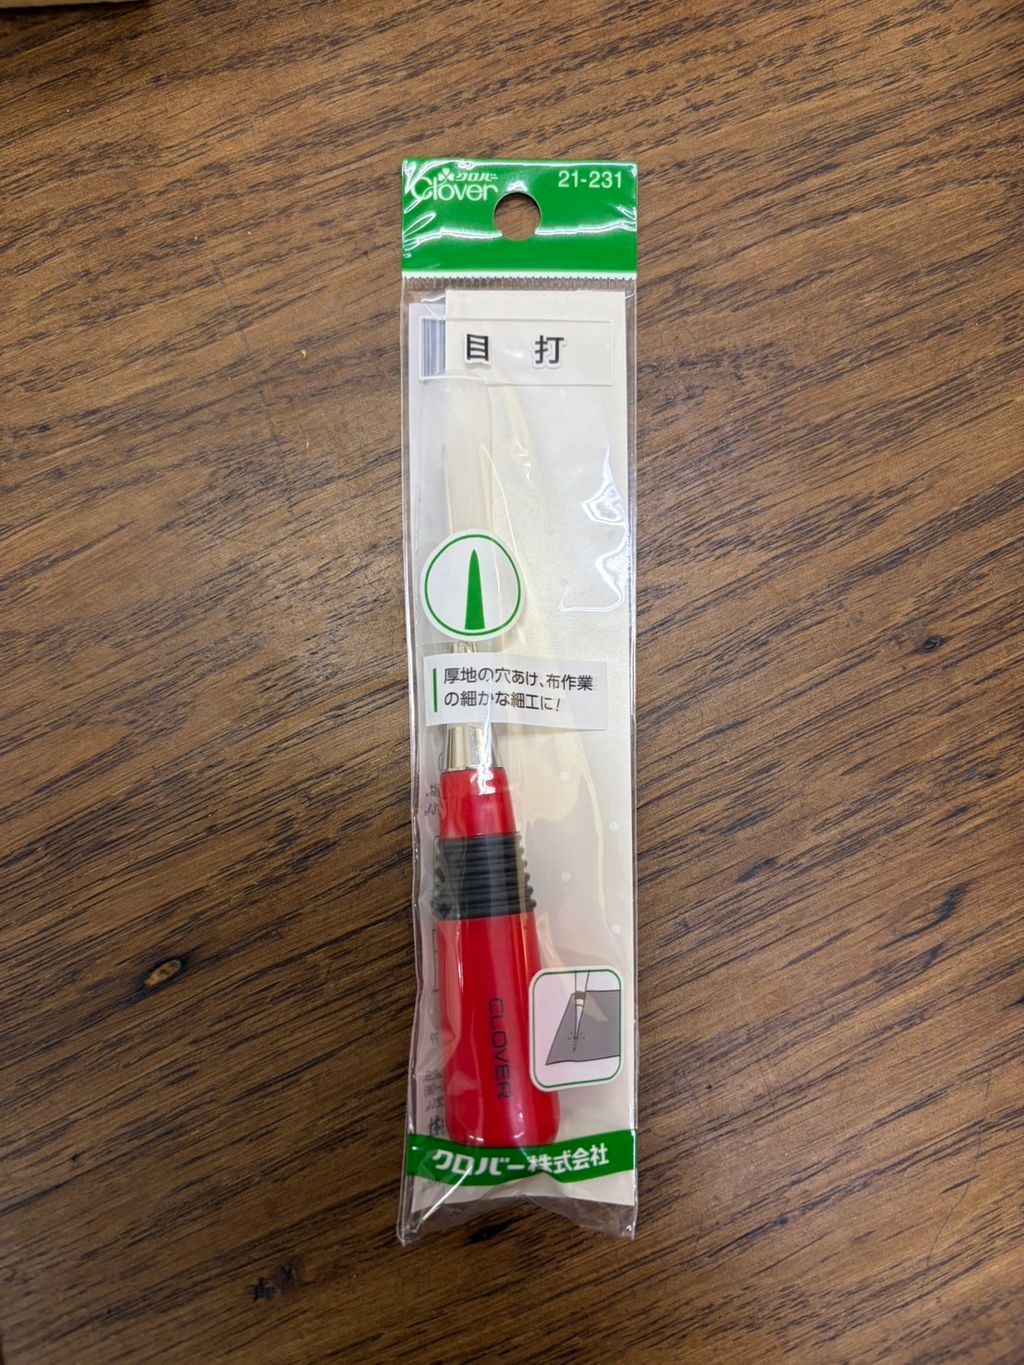 クロバー
Clover
21-231
目打
厚地の穴あけ、布作業
の細かな細工に！
CLOVER
クロバー株式会社